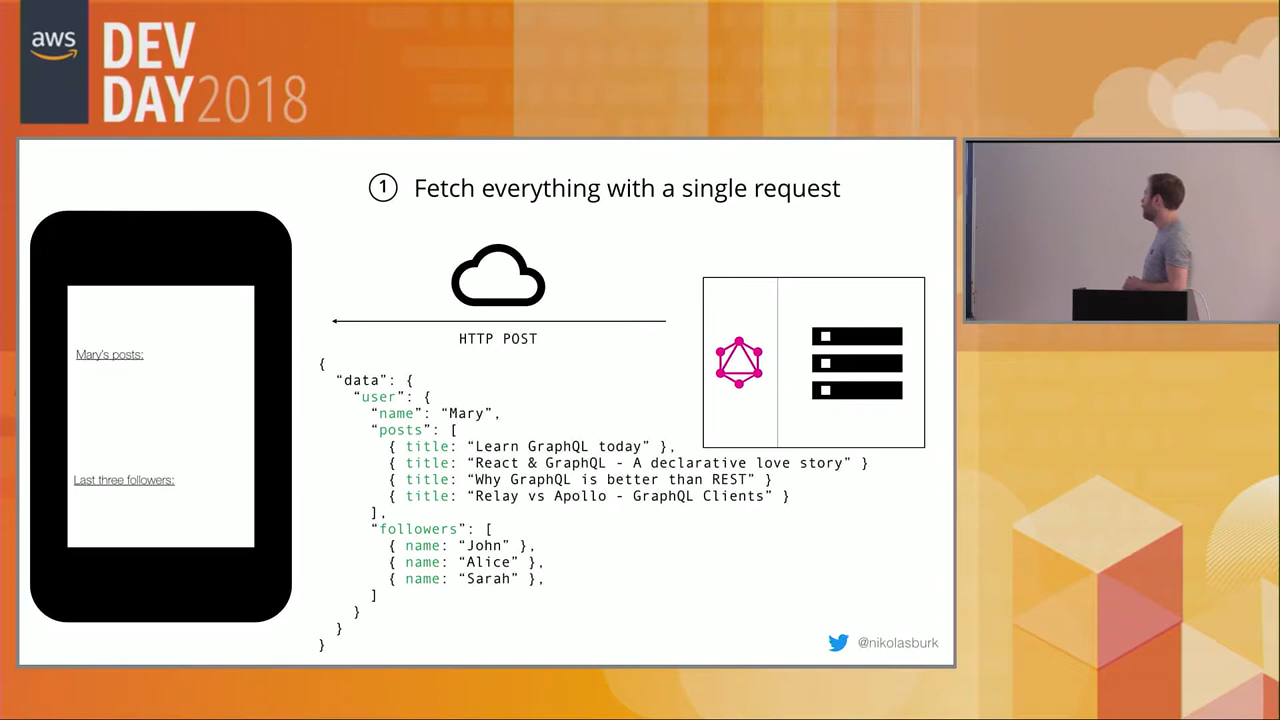 aws
DEV
DAY2018
1 Fetch everything with a single request
HTTP POST
Mary's posts:
Last three followers:
{
“data”: {
“user”: {
“name”: “Mary”,
“posts”: [
{ title: “Learn GraphQL today” },
{ title: “React & GraphQL - A declarative love story” }
{ title: “Why GraphQL is better than REST” }
{ title: “Relay vs Apollo - GraphQL Clients” }
],
“followers”: [
{ name: “John” },
{ name: “Alice” },
{ name: “Sarah” },
]
}
}
}
@nikolasburk